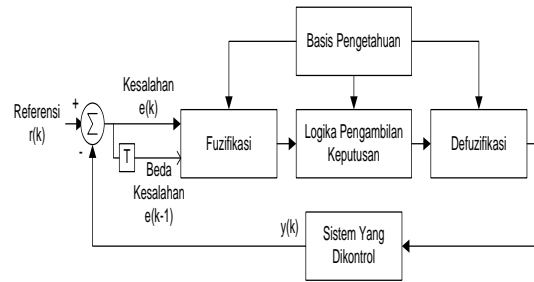 Basis Pengetahuan
Kesalahan
e(k)
Referensi
r(k)
+
Σ
-
T
Beda
Kesalahan
e(k-1)
Fuzifikasi
Logika Pengambilan
Keputusan
Defuzifikasi
y(k)
Sistem Yang
Dikontrol